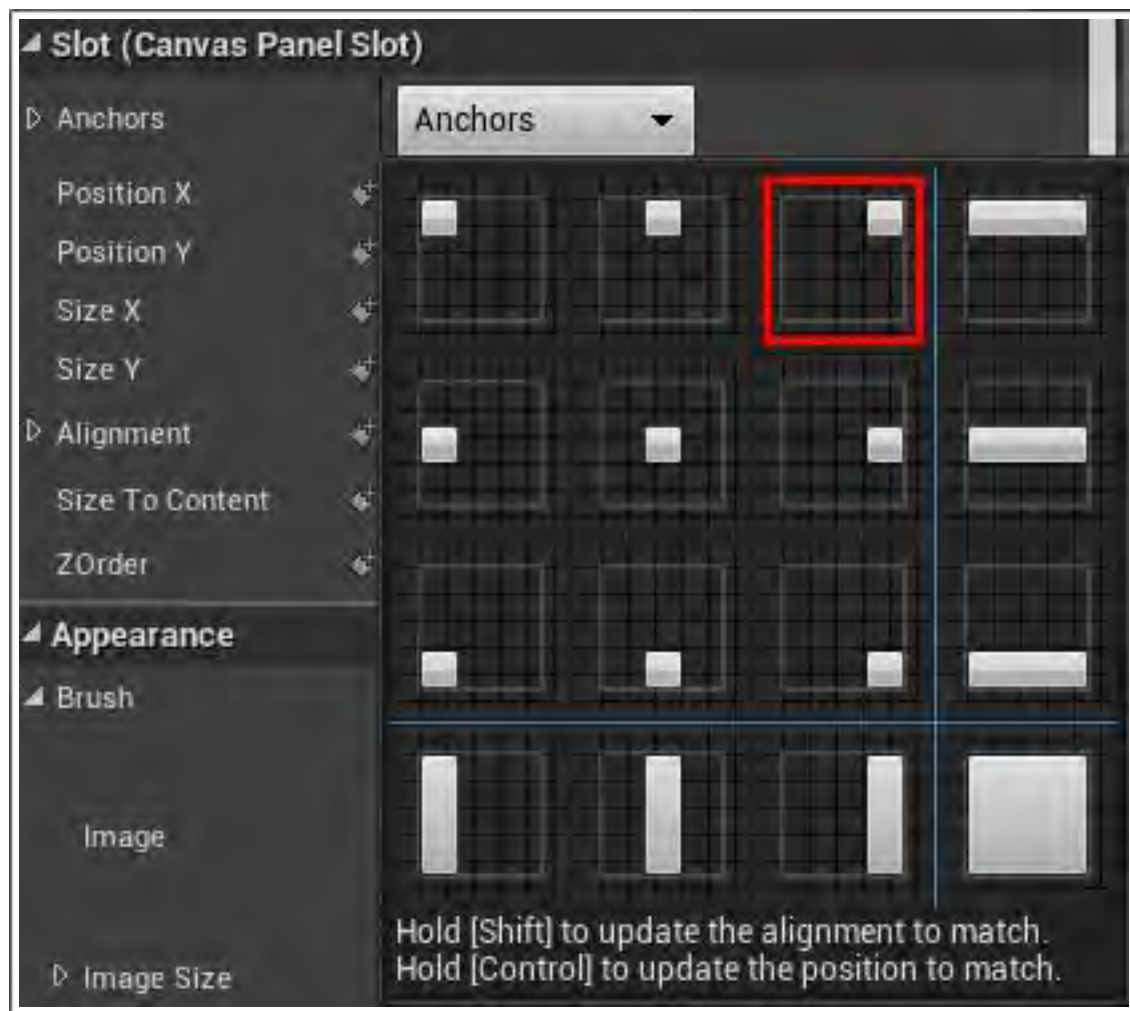 Slot (Canvas Panel Slot)
Anchors
Anchors
Position X
Position Y
Size X
Size Y
Alignment
Size To Content
ZOrder
Appearance
Brush
Image
Image Size
Hold [Shift] to update the alignment to match.
Hold [Control] to update the position to match.